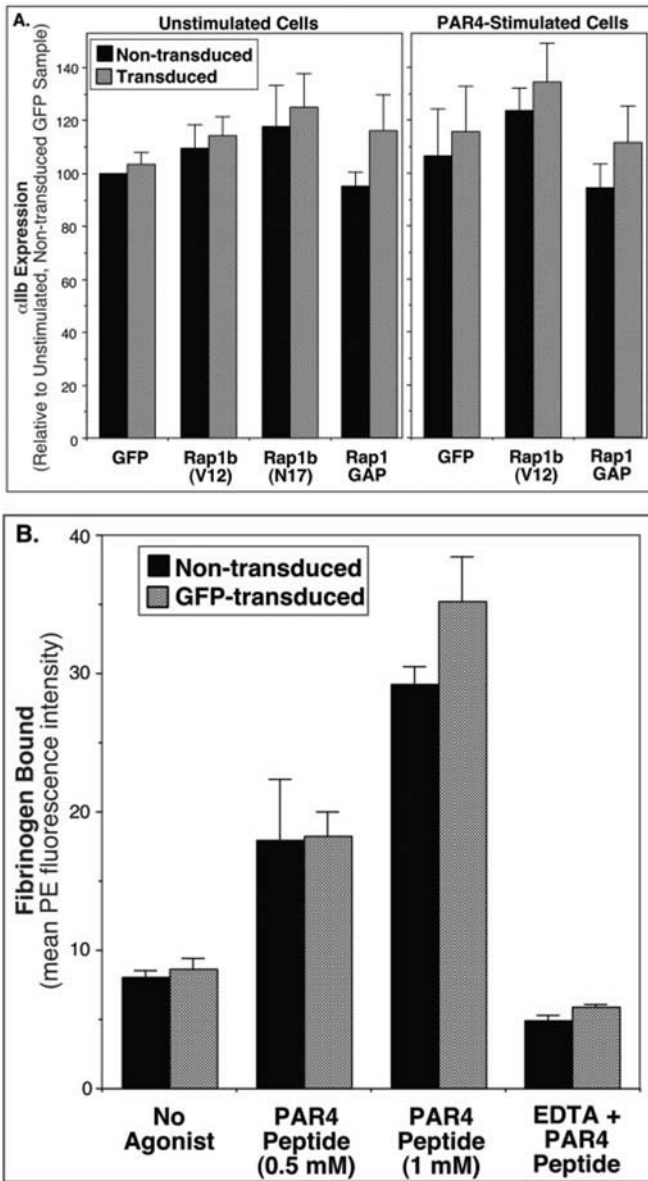 A.
Unstimulated Cells
PAR4-Stimulated Cells
Non-transduced
Transduced
αIIb Expression
(Relative to Unstimulated, Non-transduced GFP Sample)
140
120
100
80
60
40
20
0
GFP
Rap1b
(V12)
Rap1b
(N17)
Rap1
GAP
GFP
Rap1b
(V12)
Rap1
GAP
B.
Non-transduced
GFP-transduced
Fibrinogen Bound
(mean PE fluorescence intensity)
40
30
20
10
0
No
Agonist
PAR4
Peptide
(0.5 mM)
PAR4
Peptide
(1 mM)
EDTA +
PAR4
Peptide